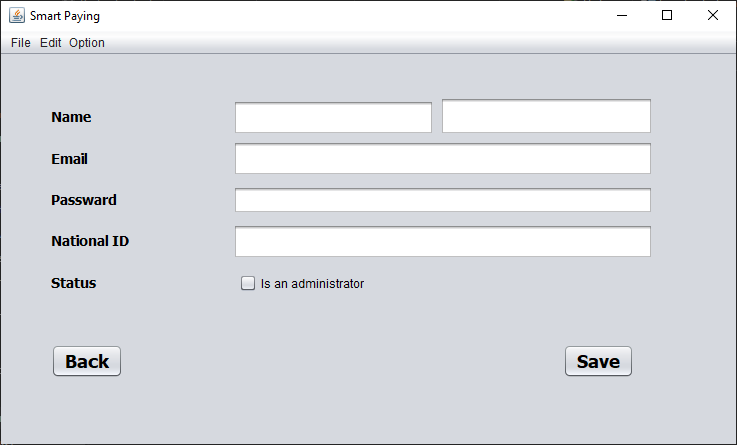 Smart Paying
File Edit Option
Name
Email
Passward
National ID
Status Is an administrator
Back Save